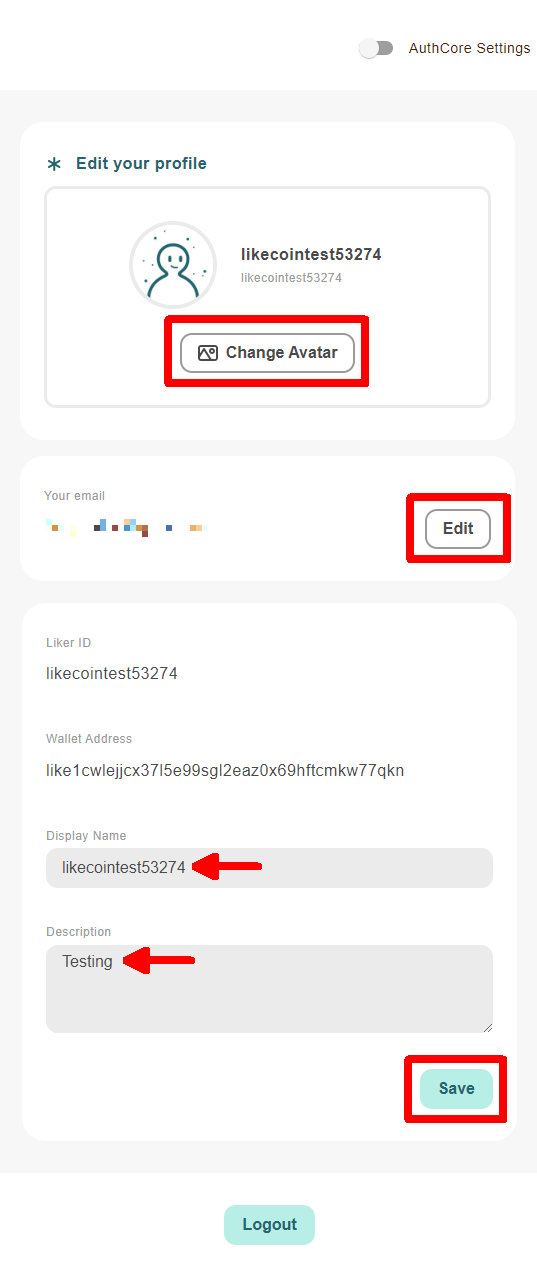 AuthCore Settings
Edit your profile
likecointest53274
likecointest53274
Change Avatar
Your email
Edit
Liker ID
likecointest53274
Wallet Address
like1cwlejjcx37l5e99sgl2eaz0x69hftcmkw77qkn
Display Name
likecointest53274
Description
Testing
Save
Logout